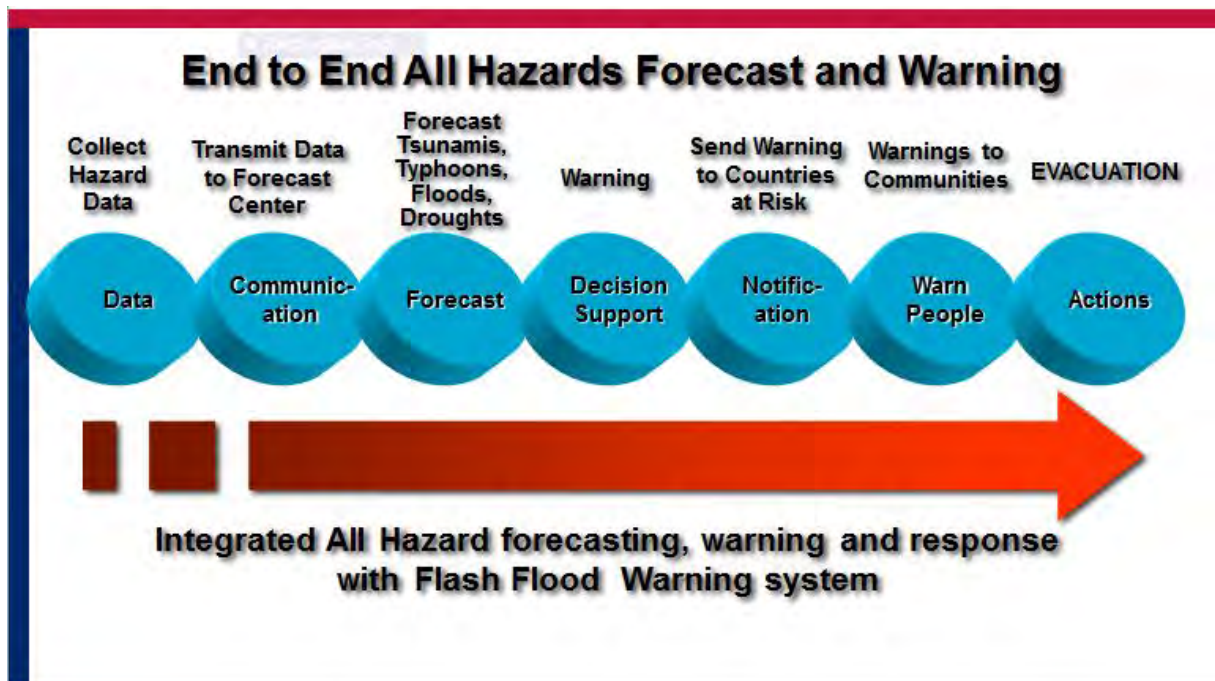 End to End All Hazards Forecast and Warning
Collect
Hazard
Data
Transmit Data
to Forecast
Center
Forecast
Tsunamis,
Typhoons,
Floods,
Droughts
Warning
Send Warning
to Countries
at Risk
Warnings to
Communities
EVACUATION
Data
Communic-
ation
Forecast
Decision
Support
Notific-
ation
Warn
People
Actions
Integrated All Hazard forecasting, warning and response
with Flash Flood Warning system